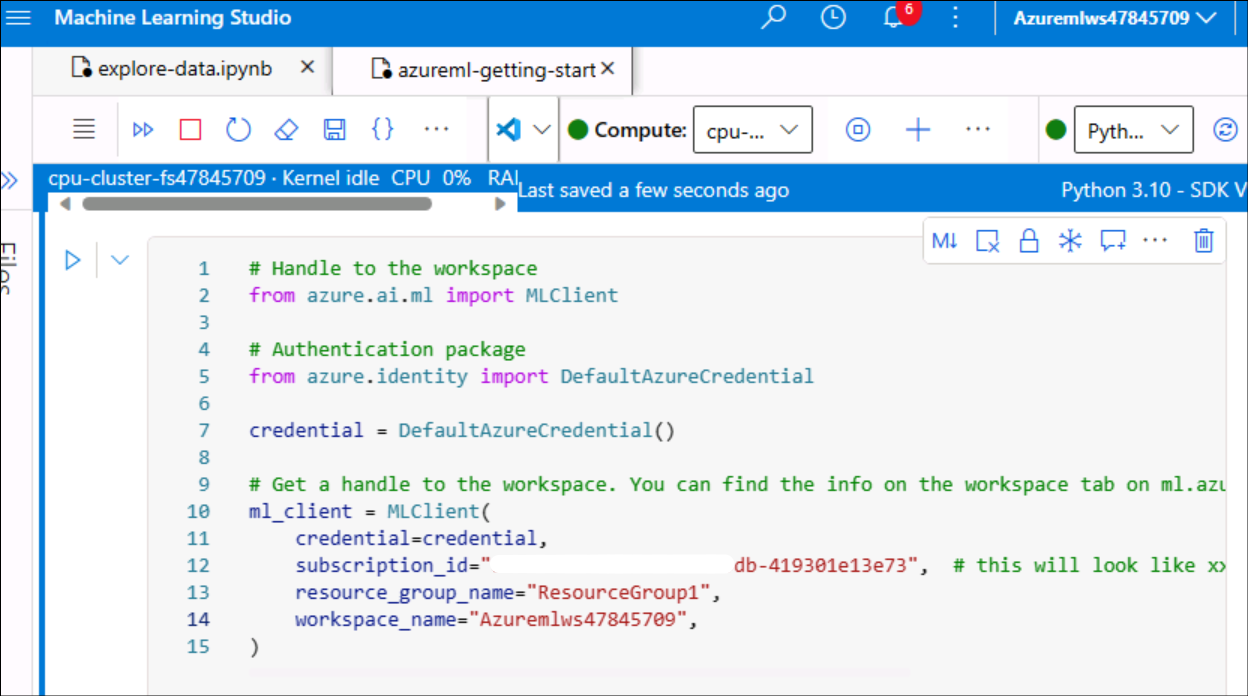 Machine Learning Studio
6
Azuremlws47845709
explore-data.ipynb
azureml-getting-start
Compute: cpu-...
Pyth...
cpu-cluster-fs47845709 · Kernel idle CPU 0% RA
Last saved a few seconds ago
Python 3.10 - SDK V
Files
M↓
1 # Handle to the workspace
2 from azure.ai.ml import MLClient
3
4 # Authentication package
5 from azure.identity import DefaultAzureCredential
6
7 credential = DefaultAzureCredential()
8
9 # Get a handle to the workspace. You can find the info on the workspace tab on ml.azu
10 ml_client = MLClient(
11 credential=credential,
12 subscription_id=" db-419301e13e73", # this will look like xx
13 resource_group_name="ResourceGroup1",
14 workspace_name="Azuremlws47845709",
15 )